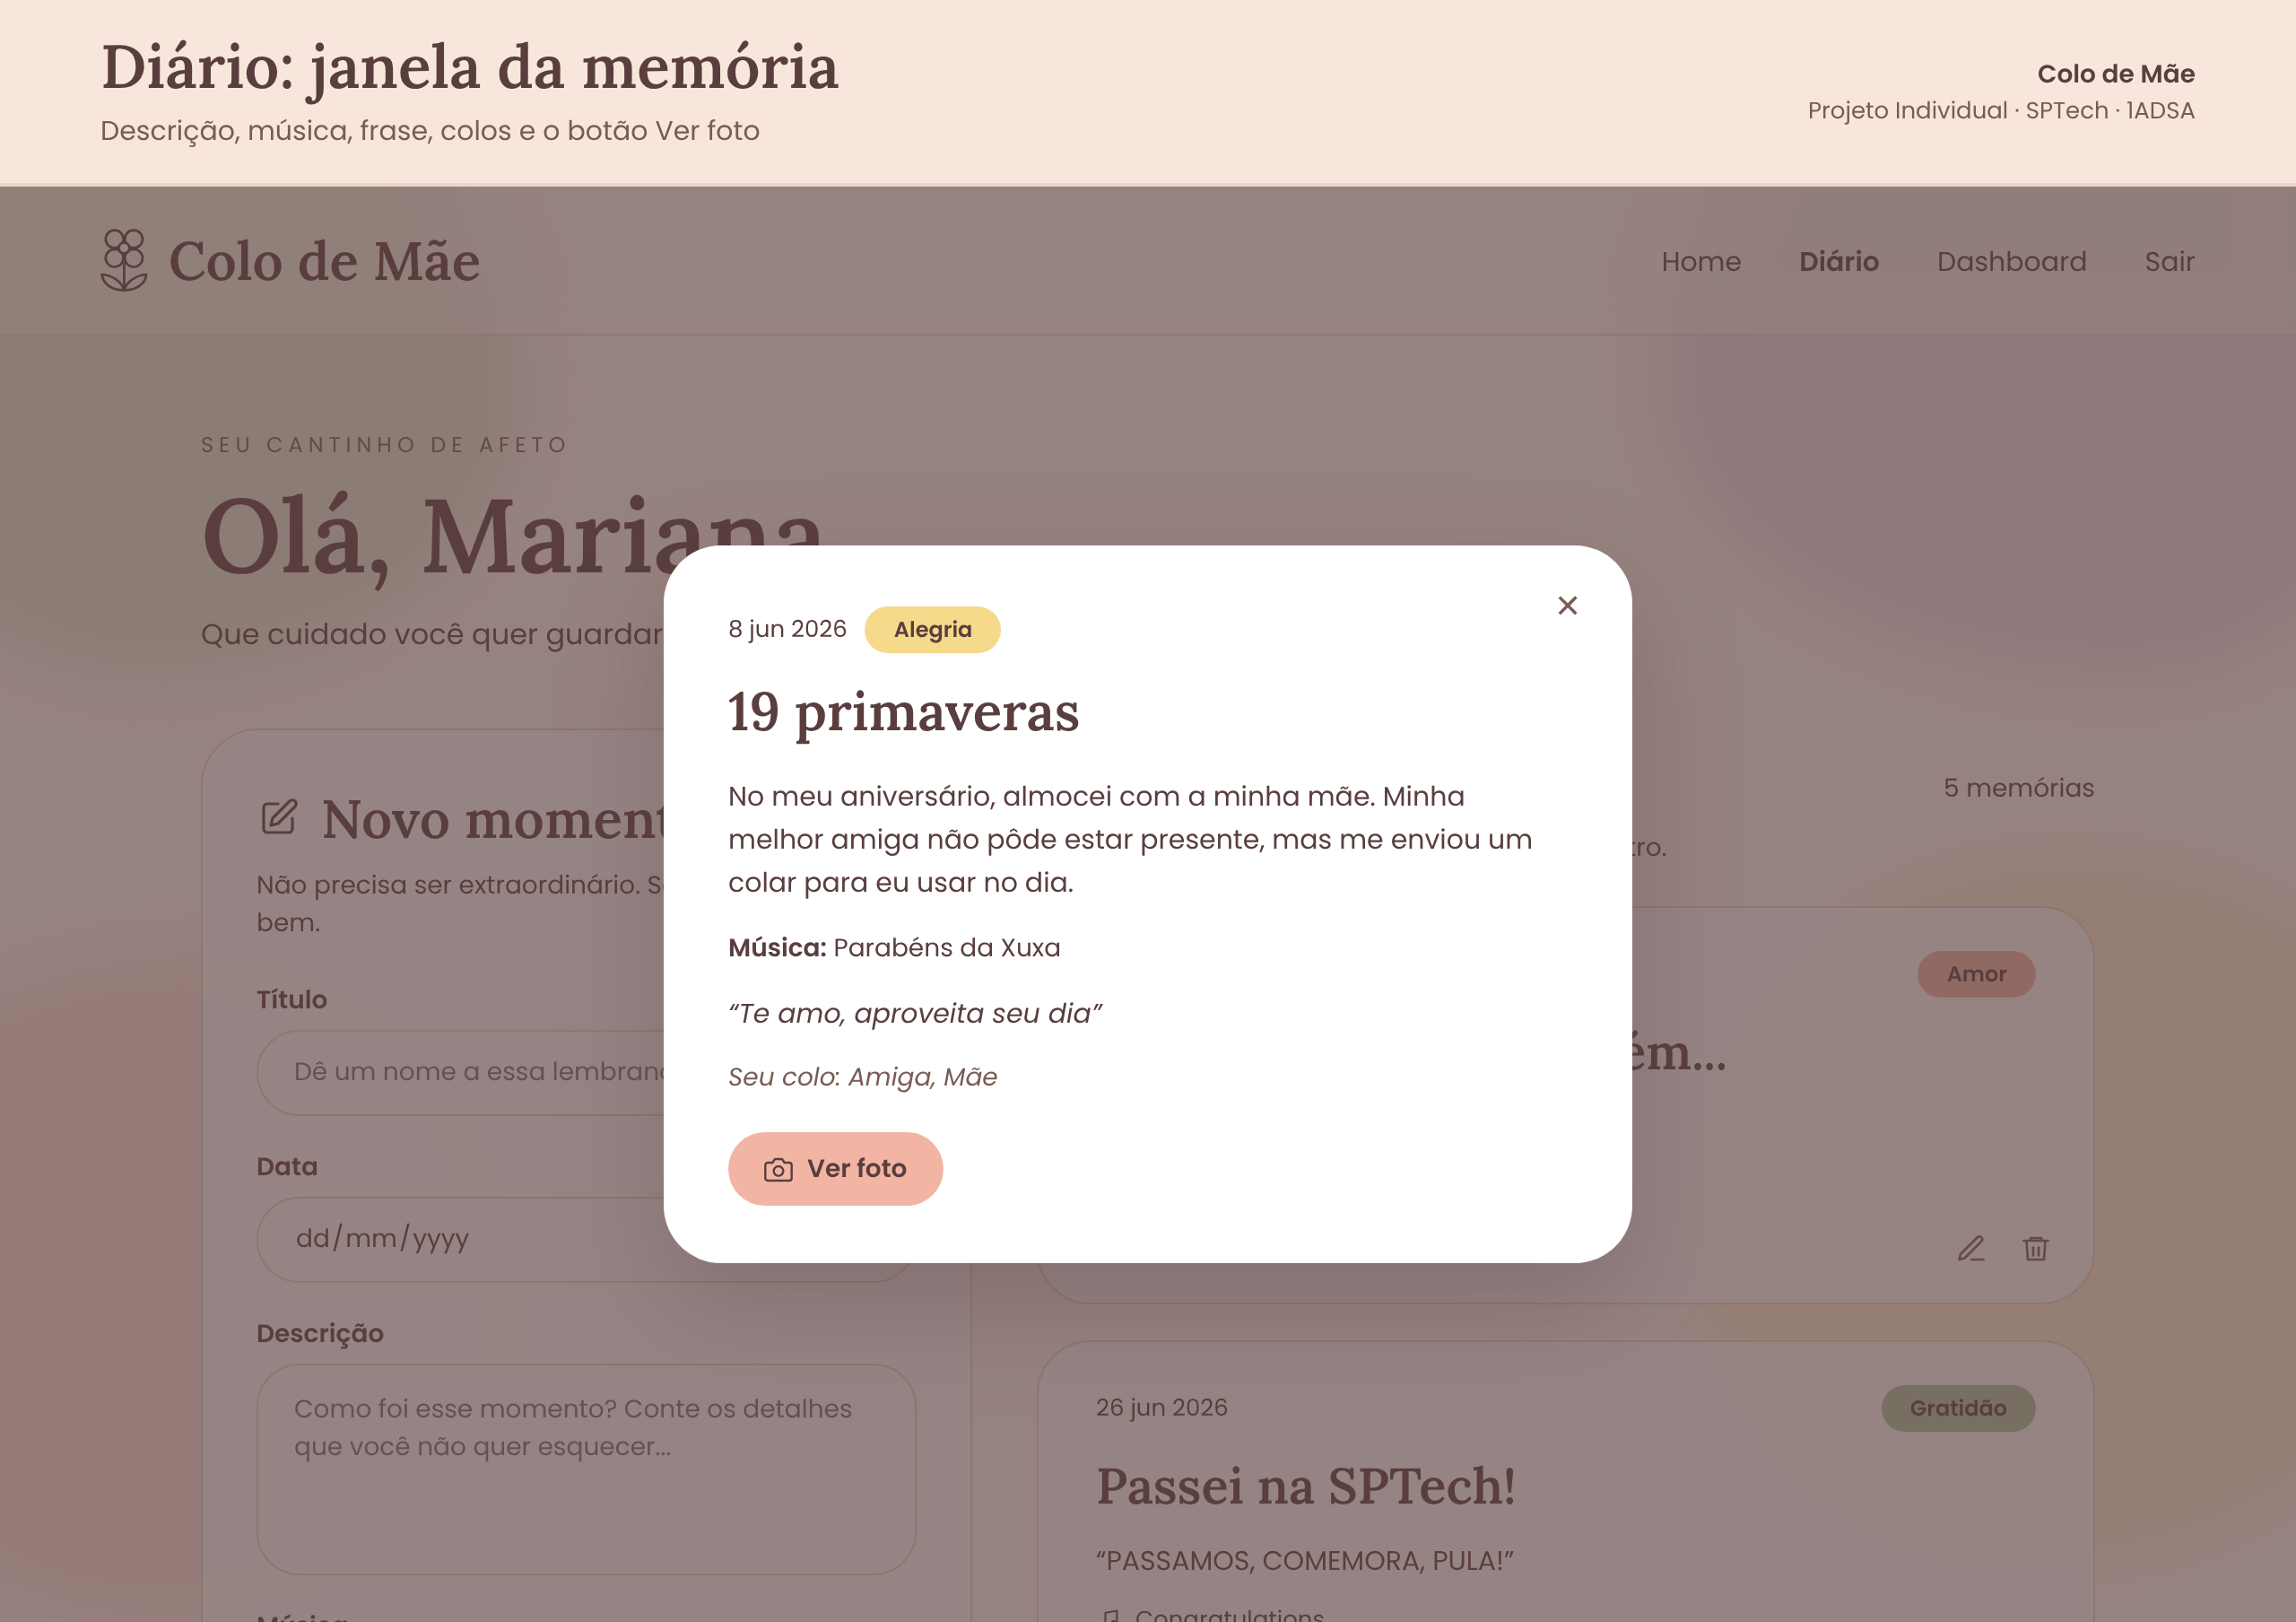 Diário: janela da memória
Descrição, música, frase, colos e o botão Ver foto
Colo de Mãe
Projeto Individual · SPTech · 1ADSA
Colo de Mãe
Home
Diário
Dashboard
Sair
SEU CANTINHO DE AFETO
Olá, Mariana
Que cuidado você quer guardar
Novo moment
Não precisa ser extraordinário. S
bem.
Título
Dê um nome a essa lembran
Data
dd/mm/yyyy
Descrição
Como foi esse momento? Conte os detalhes
que você não quer esquecer...
8 jun 2026
Alegria
×
19 primaveras
No meu aniversário, almocei com a minha mãe. Minha
melhor amiga não pôde estar presente, mas me enviou um
colar para eu usar no dia.
Música: Parabéns da Xuxa
“Te amo, aproveita seu dia”
Seu colo: Amiga, Mãe
Ver foto
5 memórias
tro.
Amor
ém...
26 jun 2026
Gratidão
Passei na SPTech!
“PASSAMOS, COMEMORA, PULA!”
Congratulations